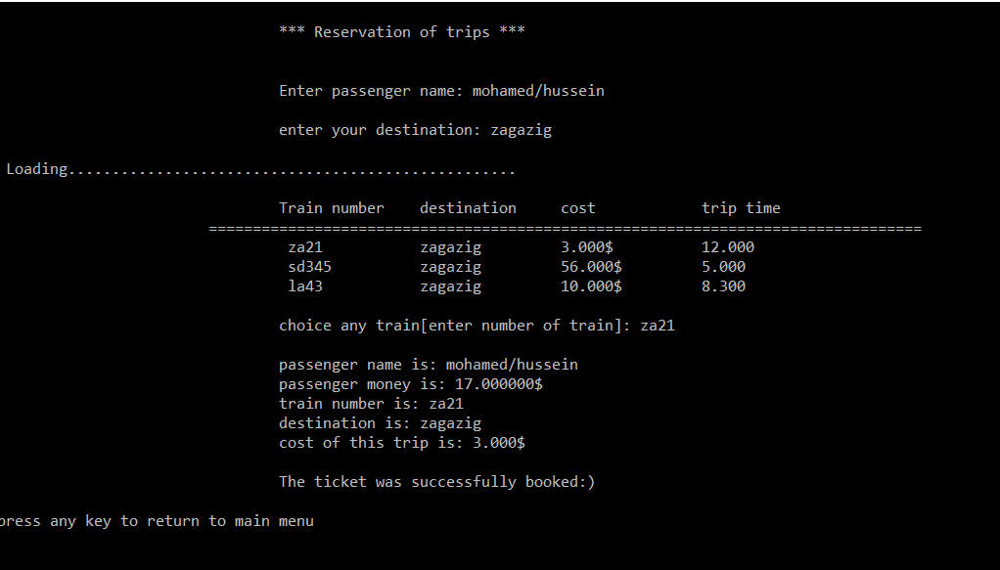 *** Reservation of trips ***
Enter passenger name: mohamed/hussein
enter your destination: zagazig
Loading...................................................
Train number destination cost trip time
=================================================================================
za21 zagazig 3.000$ 12.000
sd345 zagazig 56.000$ 5.000
la43 zagazig 10.000$ 8.300
choice any train[enter number of train]: za21
passenger name is: mohamed/hussein
passenger money is: 17.000000$
train number is: za21
destination is: zagazig
cost of this trip is: 3.000$
The ticket was successfully booked:)
press any key to return to main menu